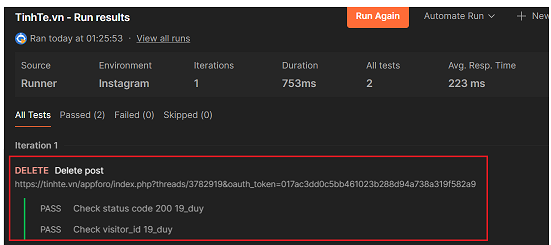 TinhTe.vn - Run results
Run Again
Automate Run
+ New
Ran today at 01:25:53 · View all runs
Source Environment Iterations Duration All tests Avg. Resp. Time
Runner Instagram 1 753ms 2 223 ms
All Tests Passed (2) Failed (0) Skipped (0)
Iteration 1
DELETE Delete post
https://tinhte.vn/appforo/index.php?threads/3782919&oauth_token=017ac3dd0c5bb461023b288d94a738a319f582a9
PASS Check status code 200 19_duy
PASS Check visitor_id 19_duy